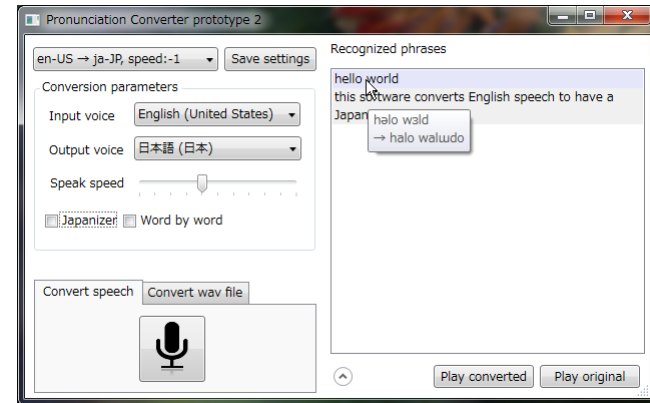 Pronunciation Converter prototype 2
en-US → ja-JP, speed:-1
Save settings
Conversion parameters
Input voice
English (United States)
Output voice
日本語 (日本)
Speak speed
Japanizer
Word by word
Convert speech
Convert wav file
Recognized phrases
hello world
this software converts English speech to have a
Japan
həlo wɜld
→ halo walɯdo
Play converted
Play original